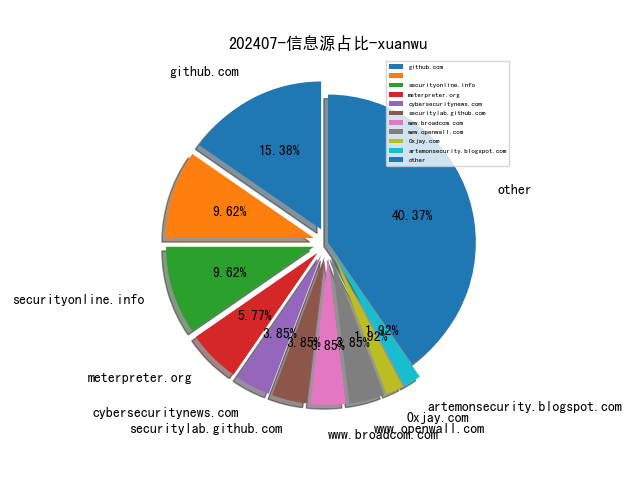 202407-信息源占比-xuanwu
github.com
securityonline.info
meterpreter.org
cybersecuritynews.com
securitylab.github.com
www.broadcom.com
www.openwall.com
0xjay.com
artemonsecurity.blogspot.com
other
github.com
15.38%
other
9.62%
40.37%
9.62%
securityonline.info
5.77%
3.85%
3.85%
3.85%
3.85%
1.92%
1.92%
meterpreter.org
cybersecuritynews.com
securitylab.github.com
www.broadcom.com
www.openwall.com
0xjay.com
artemonsecurity.blogspot.com